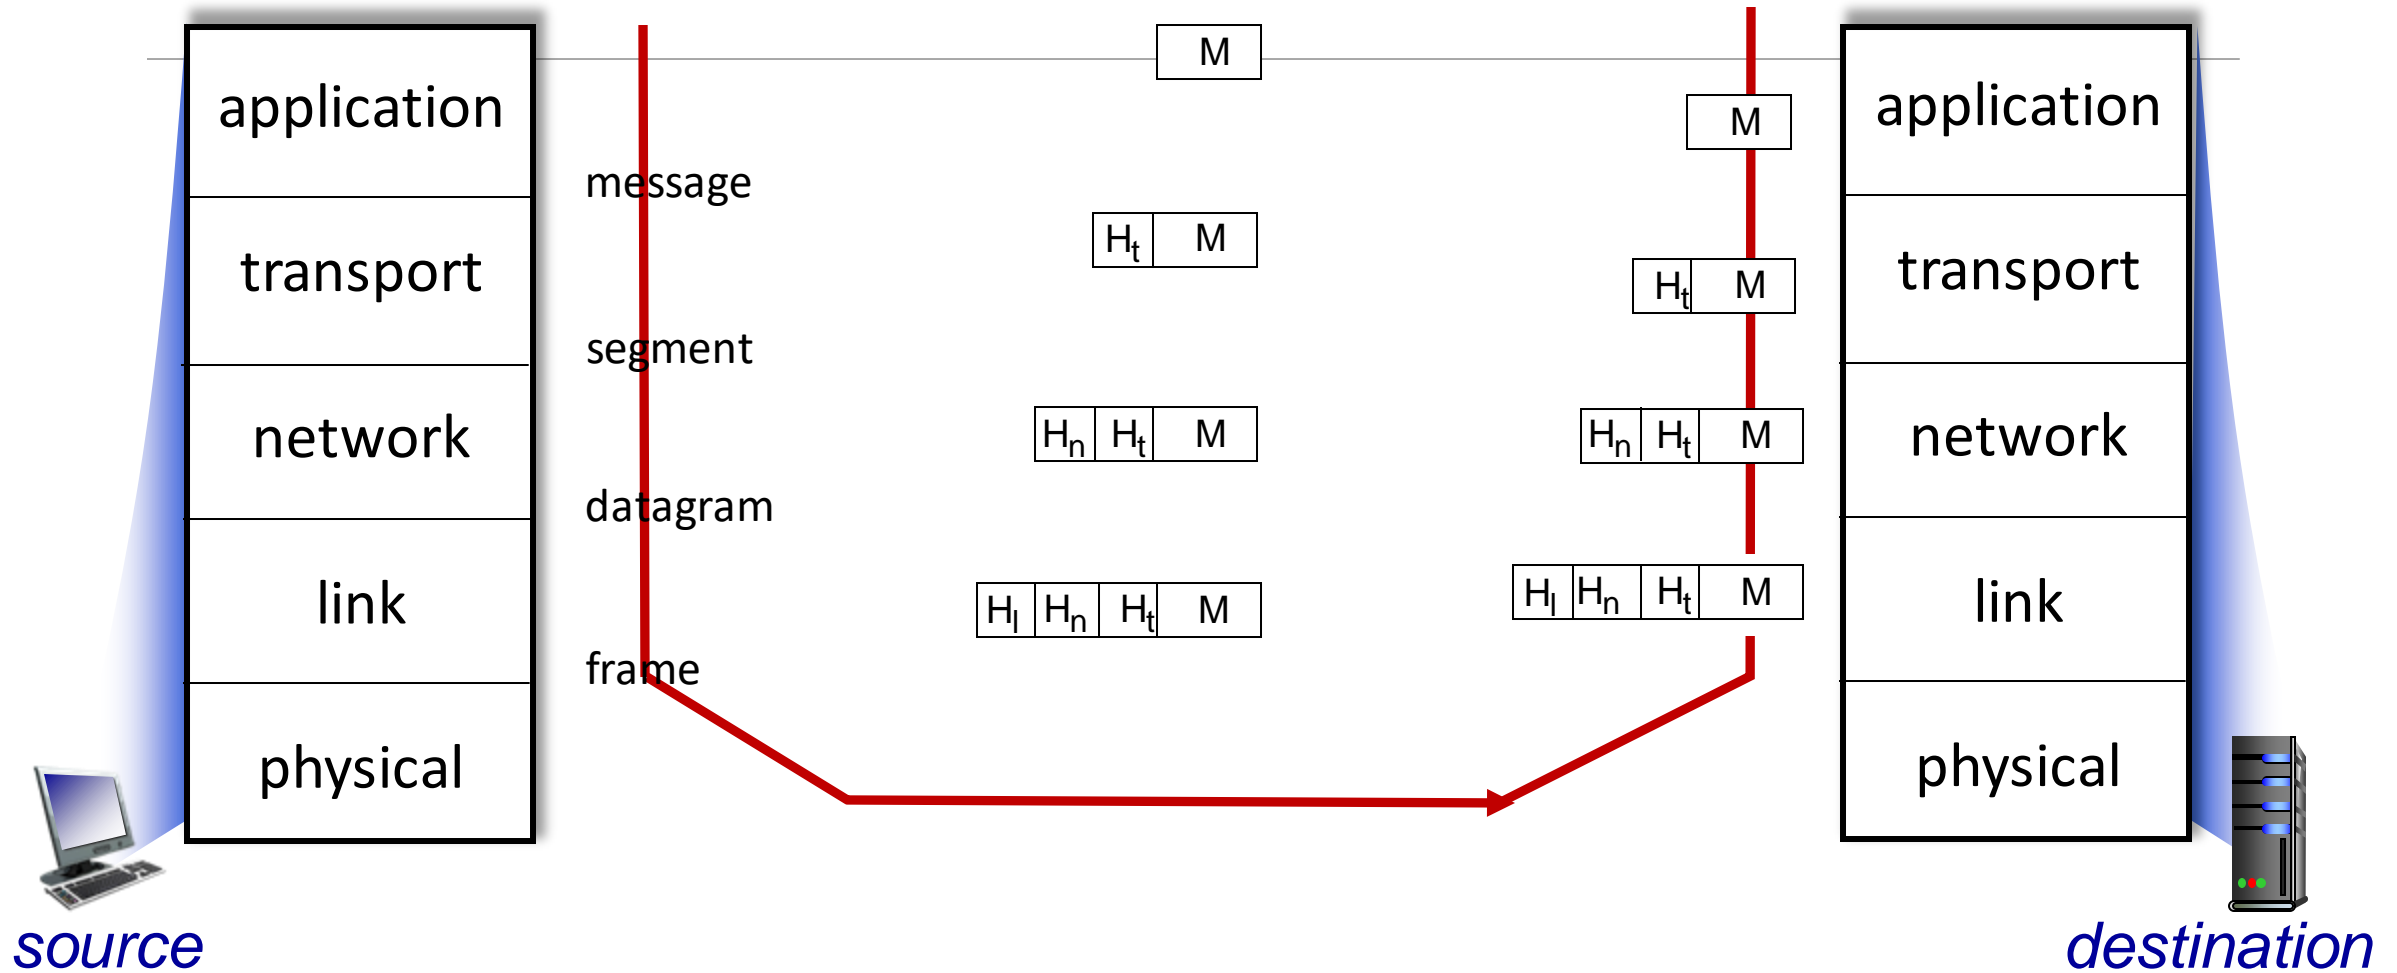 application
message
transport
segment
network
datagram
link
frame
physical
source
M
Ht M
Hn Ht M
Hl Hn Ht M
M
Ht M
Hn Ht M
Hl Hn Ht M
application
transport
network
link
physical
destination